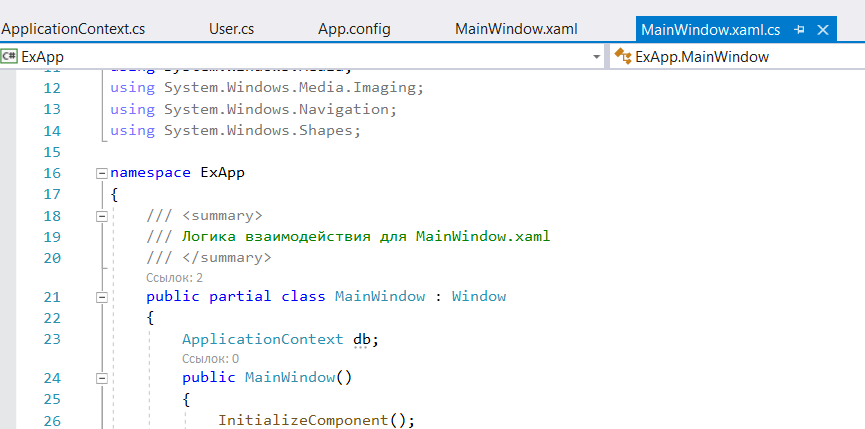 ApplicationContext.cs User.cs App.config MainWindow.xaml MainWindow.xaml.cs
C# ExApp ExApp.MainWindow
11 using System.Windows.Media;
12 using System.Windows.Media.Imaging;
13 using System.Windows.Navigation;
14 using System.Windows.Shapes;
15
16 namespace ExApp
17 {
18 /// <summary>
19 /// Логика взаимодействия для MainWindow.xaml
20 /// </summary>
Ссылок: 2
21 public partial class MainWindow : Window
22 {
23 ApplicationContext db;
Ссылок: 0
24 public MainWindow()
25 {
26 InitializeComponent();